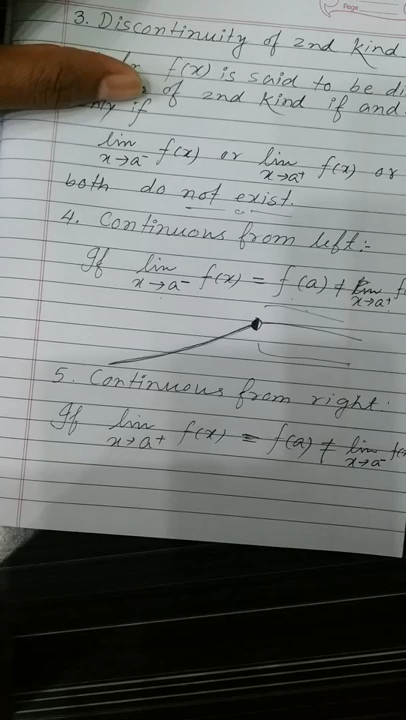 Page
3. Discontinuity of 2nd Kind
f(x) is said to be di
of 2nd Kind if and
only if
lim x→a⁻ f(x) or lim x→a⁺ f(x) or
both do not exist.
4. Continuous from left:-
If lim x→a⁻ f(x) = f(a) ≠ lim x→a⁺ f
5. Continuous from right:
If lim x→a⁺ f(x) = f(a) ≠ lim x→a⁻ f(